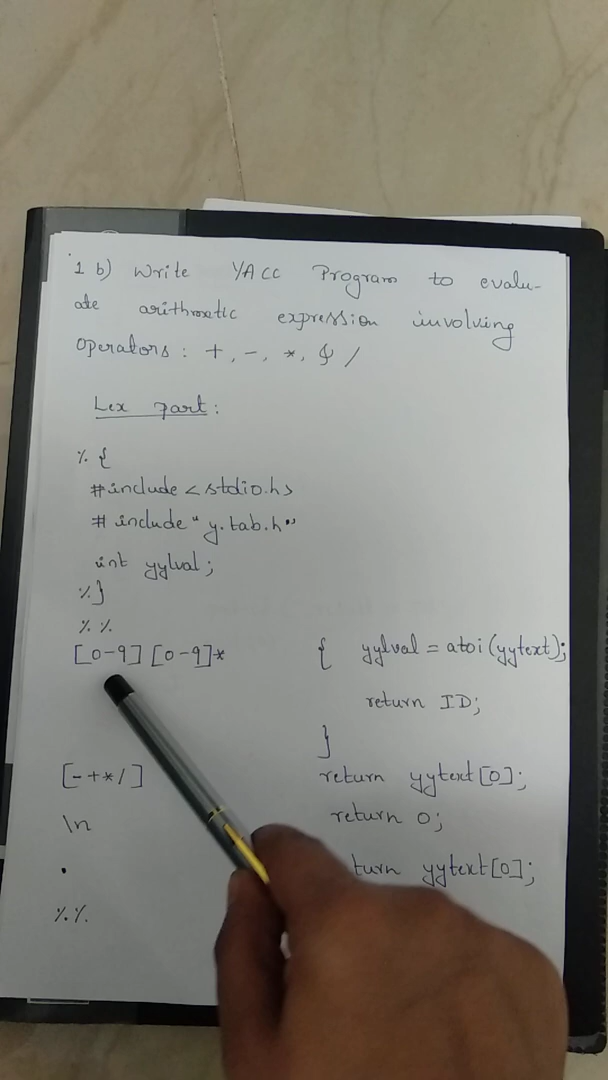 1 b) Write YACC Program to evalu-
ate arithmetic expression involving
Operators : +, -, *, & /
Lex part :
%{
#include <stdio.h>
# include "y.tab.h"
int yylval;
%}
%%
[0-9] [0-9]* { yylval = atoi (yytext);
return ID;
}
[-+*/] return yytext[0];
\n return 0;
. turn yytext[0];
%%